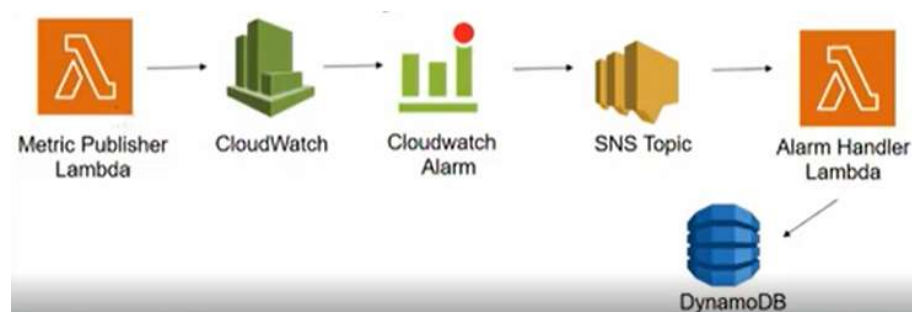 Metric Publisher
Lambda
CloudWatch
Cloudwatch
Alarm
SNS Topic
Alarm Handler
Lambda
DynamoDB